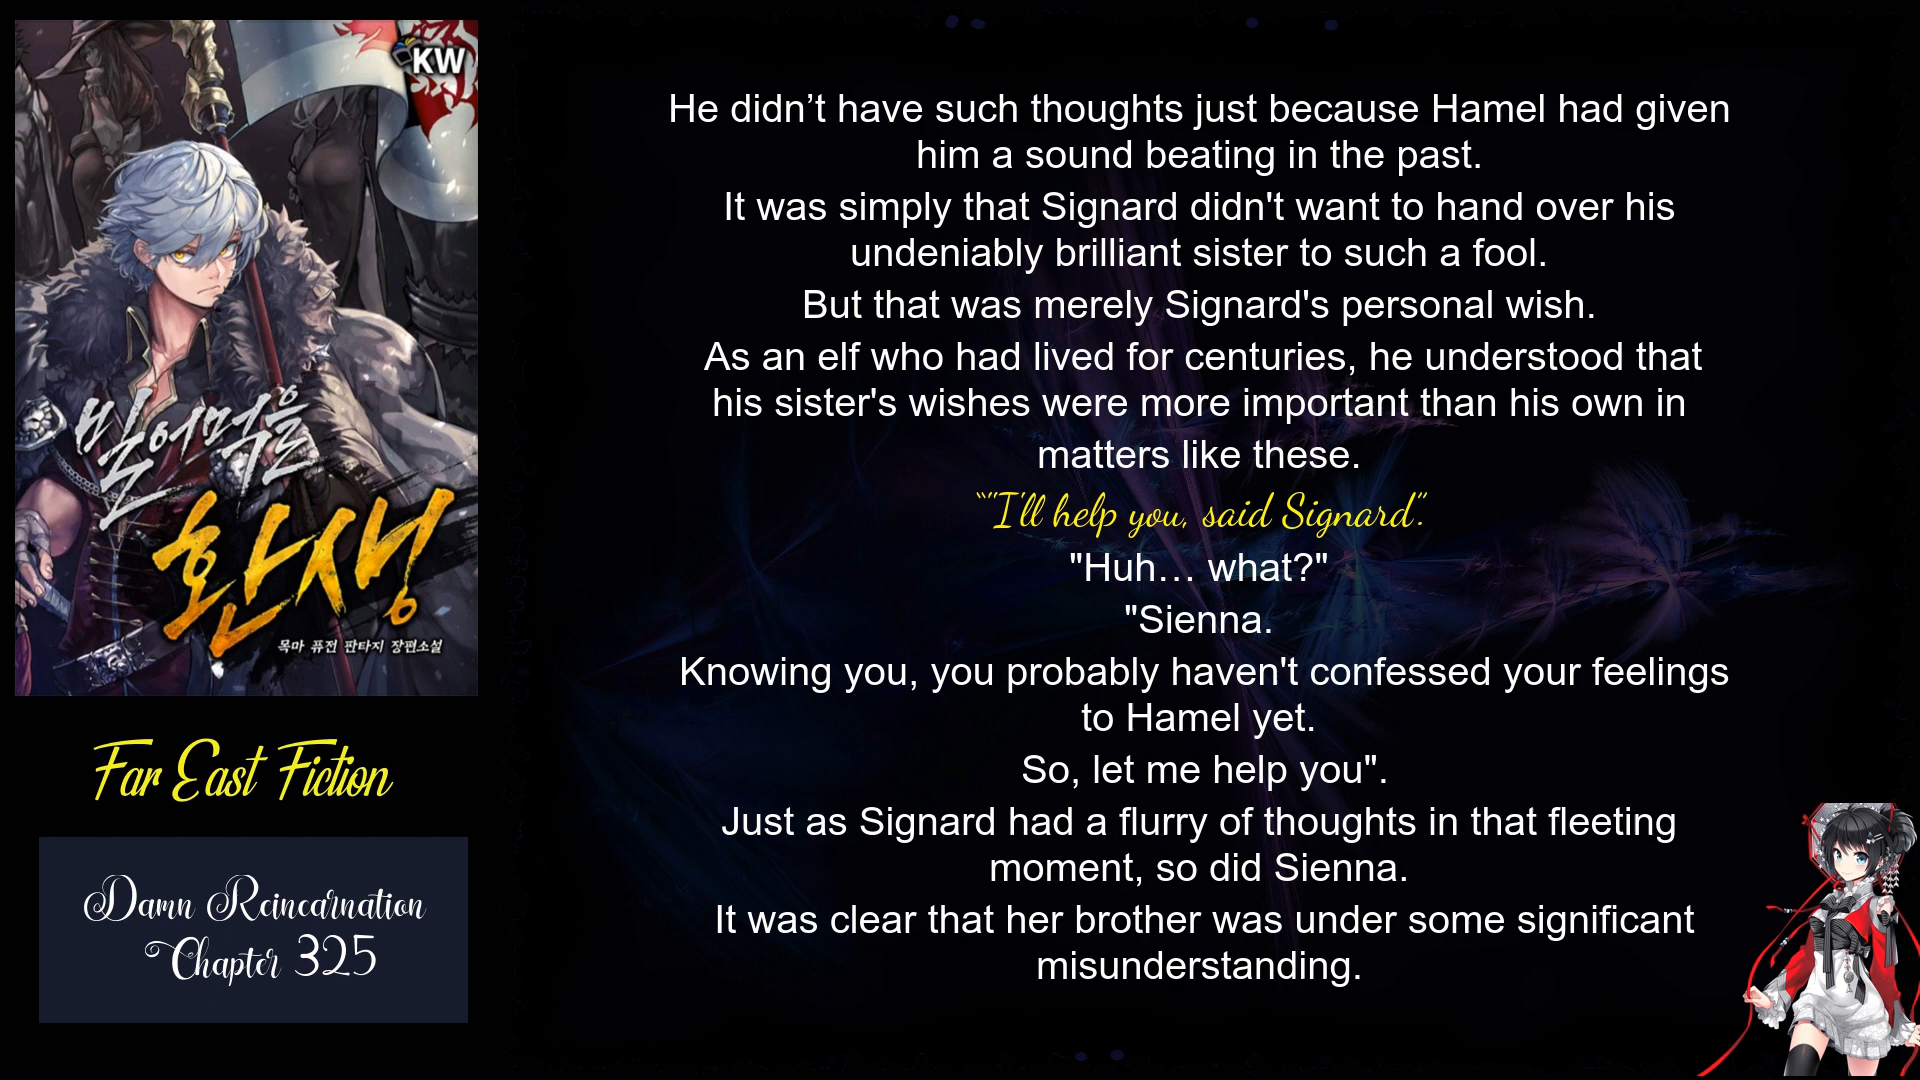 KW
빌어먹을
환생
목마 퓨전 판타지 장편소설
Far East Fiction
Damn Reincarnation
Chapter 325
He didn’t have such thoughts just because Hamel had given
him a sound beating in the past.
It was simply that Signard didn't want to hand over his
undeniably brilliant sister to such a fool.
But that was merely Signard's personal wish.
As an elf who had lived for centuries, he understood that
his sister's wishes were more important than his own in
matters like these.
“"I'll help you, said Signard”.
"Huh… what?"
"Sienna.
Knowing you, you probably haven't confessed your feelings
to Hamel yet.
So, let me help you".
Just as Signard had a flurry of thoughts in that fleeting
moment, so did Sienna.
It was clear that her brother was under some significant
misunderstanding.